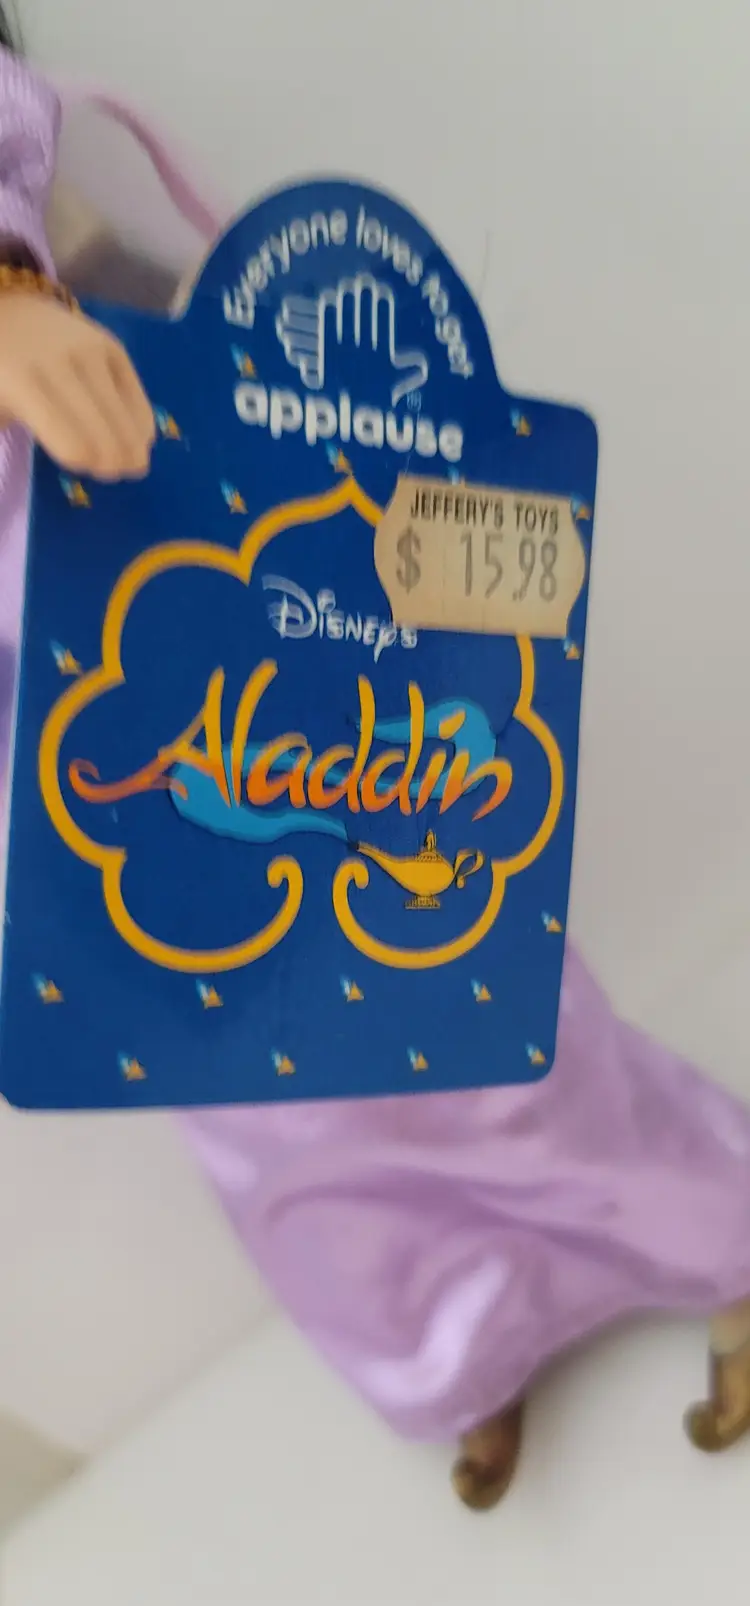 Everyone loves to get
applause
JEFFERY'S TOYS
$ 15.98
DISNEY'S
Aladdin